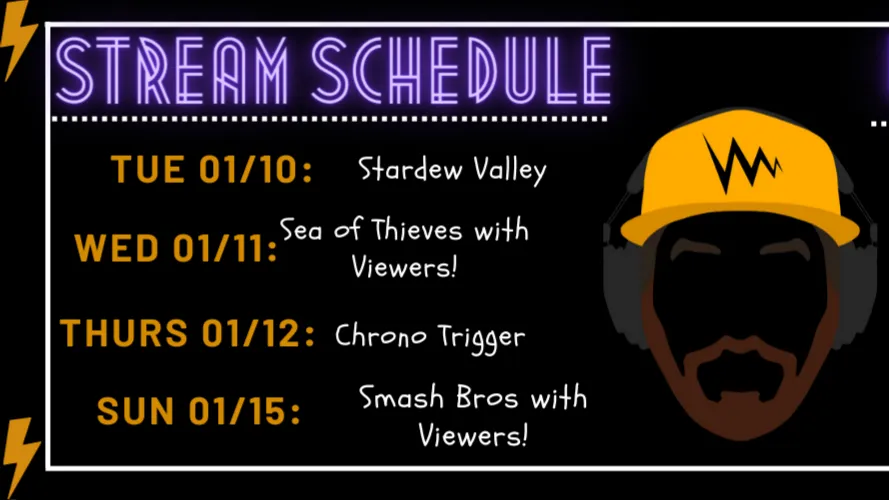 STREAM SCHEDULE
TUE 01/10: Stardew Valley
WED 01/11: Sea of Thieves with
Viewers!
THURS 01/12: Chrono Trigger
SUN 01/15: Smash Bros with
Viewers!